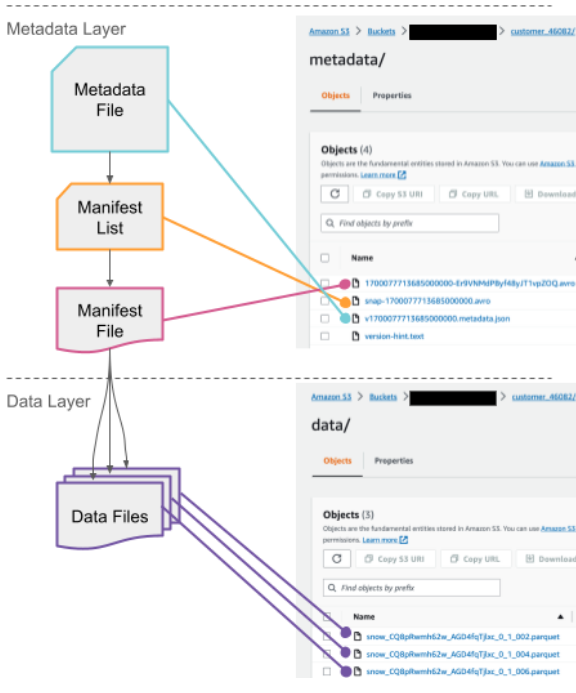 Metadata Layer
Amazon S3 > Buckets > > customer_46082/
metadata/
Objects Properties
Metadata
File
Objects (4)
Objects are the fundamental entities stored in Amazon S3. You can use Amazon S3
permissions. Learn more
Copy S3 URI Copy URL Download
Manifest
List
Find objects by prefix
Name
1700077713685000000-Er9VNMdPByf48yJT1vpZOQ.avro
snap-1700077713685000000.avro
Manifest
File
v1700077713685000000.metadata.json
version-hint.text
Data Layer
Amazon S3 > Buckets > > customer_46082/
data/
Objects Properties
Data Files
Objects (3)
Objects are the fundamental entities stored in Amazon S3. You can use Amazon S3
permissions. Learn more
Copy S3 URI Copy URL Download
Find objects by prefix
Name
snow_CQBpRwmh62w_AGD4fqTjlxc_0_1_002.parquet
snow_CQBpRwmh62w_AGD4fqTjlxc_0_1_004.parquet
snow_CQBpRwmh62w_AGD4fqTjlxc_0_1_006.parquet